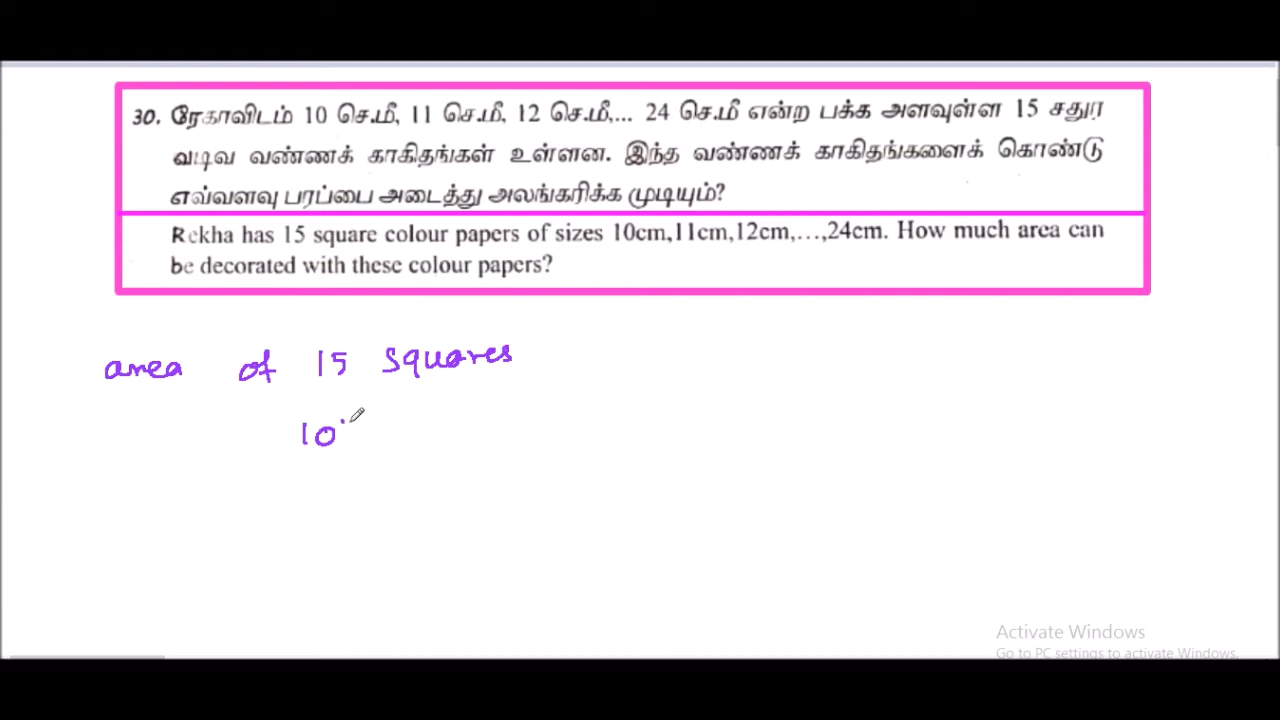 30. ரேகாவிடம் 10 செ.மீ, 11 செ.மீ, 12 செ.மீ,... 24 செ.மீ என்ற பக்க அளவுள்ள 15 சதுர
வடிவ வண்ணக் காகிதங்கள் உள்ளன. இந்த வண்ணக் காகிதங்களைக் கொண்டு
எவ்வளவு பரப்பை அடைத்து அலங்கரிக்க முடியும்?
Rekha has 15 square colour papers of sizes 10cm,11cm,12cm,...,24cm. How much area can
be decorated with these colour papers?
area of 15 squares
10
Activate Windows
Go to PC settings to activate Windows.